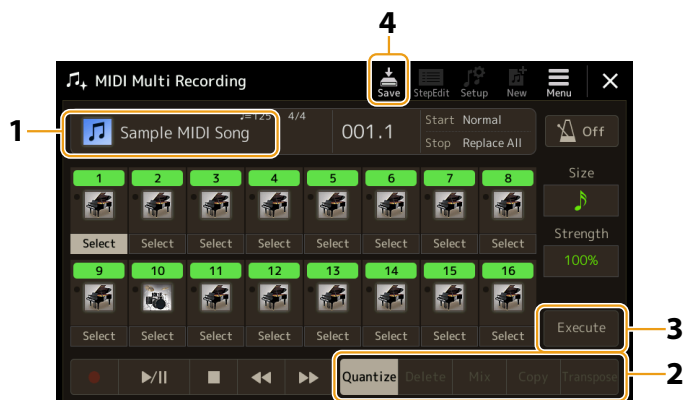 4
MIDI Multi Recording Save StepEdit Setup New Menu
1 Sample MIDI Song ♩=125 4/4 001.1 Start Normal Off
Stop Replace All
1 2 3 4 5 6 7 8 Size
Strength
Select Select Select Select Select Select Select Select
100%
9 10 11 12 13 14 15 16
Select Select Select Select Select Select Select Select Execute 3
Quantize Delete Mix Copy Transpose 2